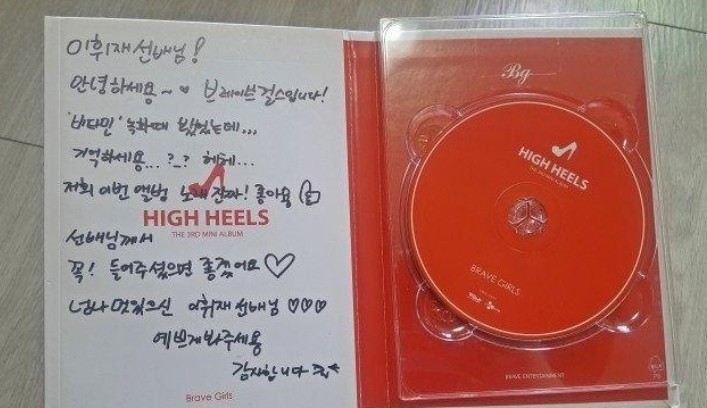 이휘재 선배님!
안녕하세용~♥ 브레이브걸스입니다!
'비타민' 녹화때 뵀었는데...
기억하세용...?_? 헤헤...
저희 이번 앨범 노래 진짜! 좋아용
HIGH HEELS
THE 3RD MINI ALBUM
선배님께서
꼭! 들어주셨으면 좋겠어요♡
너무나 멋있으신 이휘재 선배님 ♡♡♡
예쁘게봐주세용
감사합니다
Brave Girls
Bg
HIGH HEELS
THE 3RD MINI ALBUM
BRAVE GIRLS
BRAVE ENTERTAINMENT